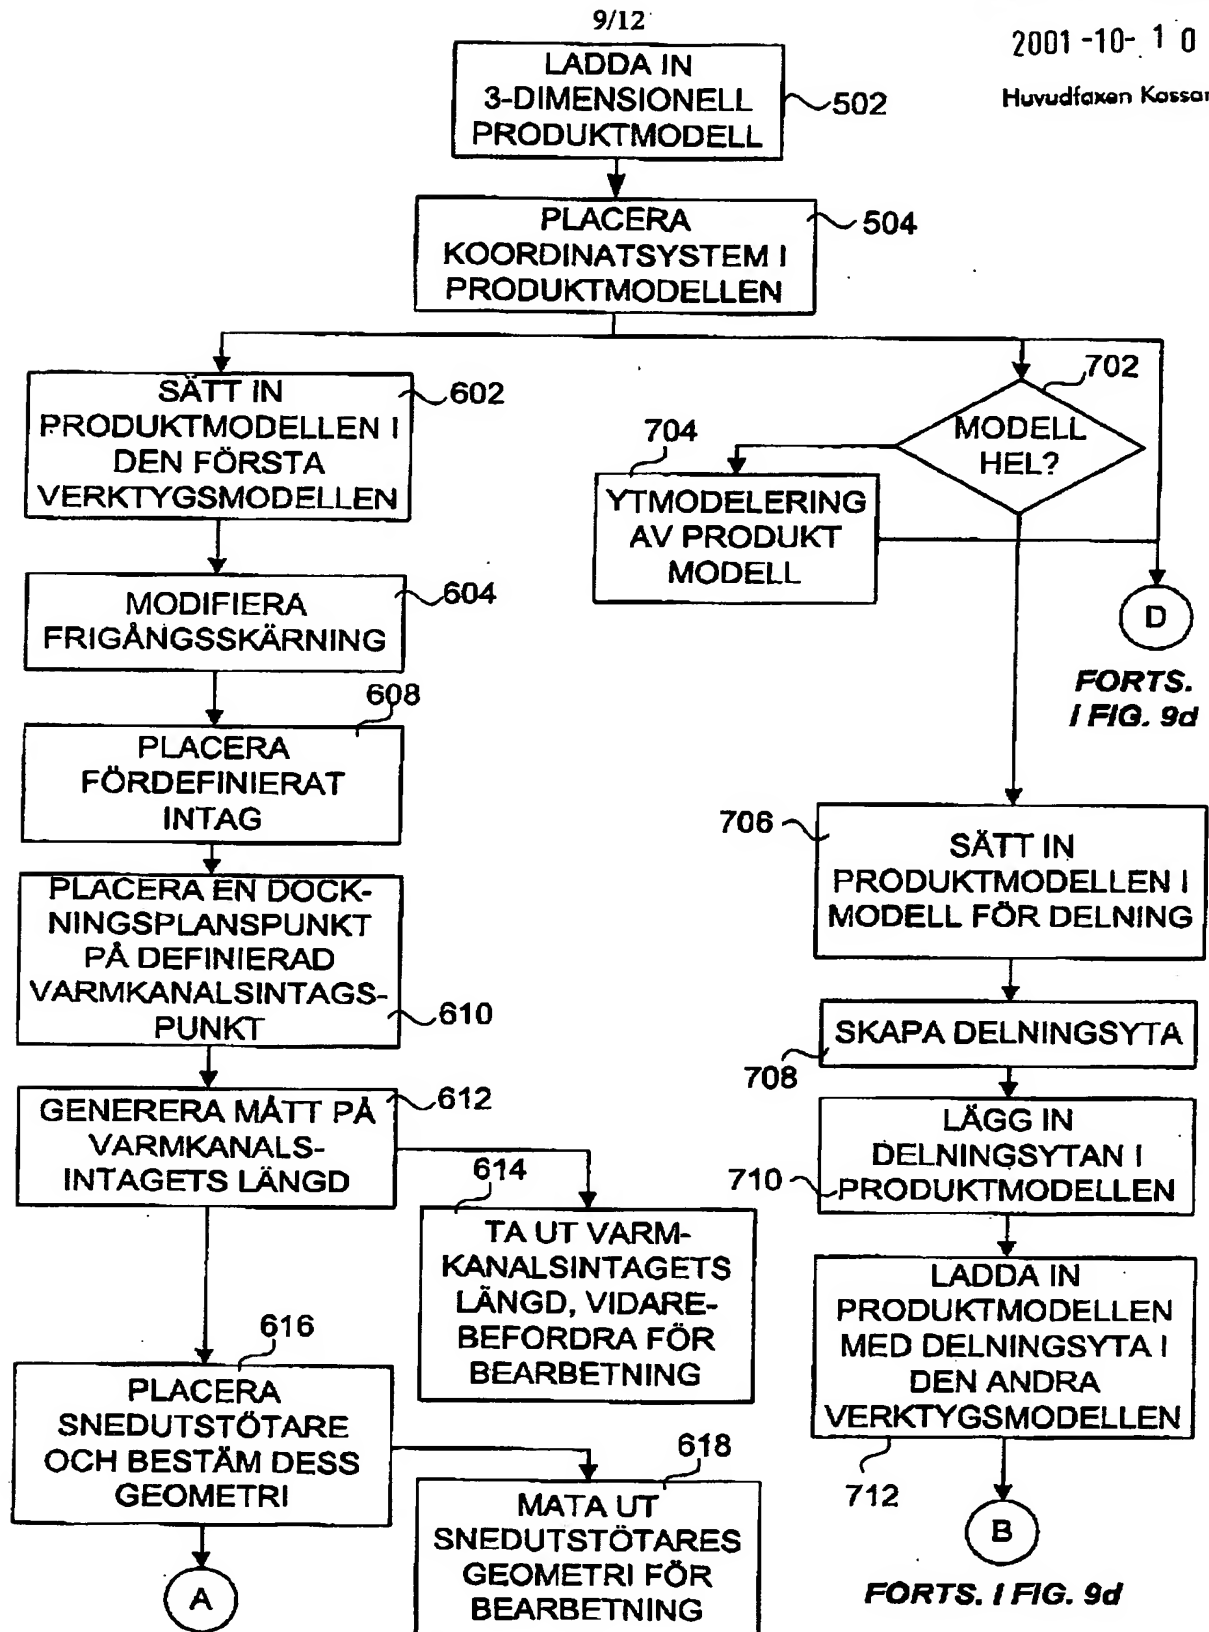 9/12
2001 -10- 10
Huvudfaxen Kassan
LADDA IN
3-DIMENSIONELL
PRODUKTMODELL
502
PLACERA
KOORDINATSYSTEM I
PRODUKTMODELLEN
504
SÄTT IN
PRODUKTMODELLEN I
DEN FÖRSTA
VERKTYGSMODELLEN
602
MODIFIERA
FRIGÅNGSSKÄRNING
604
608
PLACERA
FÖRDEFINIERAT
INTAG
PLACERA EN DOCK-
NINGSPLANSPUNKT
PÅ DEFINIERAD
VARMKANALSINTAGS-
PUNKT
610
GENERERA MÅTT PÅ
VARMKANALS-
INTAGETS LÄNGD
612
614
TA UT VARM-
KANALSINTAGETS
LÄNGD, VIDARE-
BEFORDRA FÖR
BEARBETNING
616
PLACERA
SNEDUTSTÖTARE
OCH BESTÄM DESS
GEOMETRI
618
MATA UT
SNEDUTSTÖTARES
GEOMETRI FÖR
BEARBETNING
A
702
MODELL
HEL?
704
YTMODELERING
AV PRODUKT
MODELL
D
FORTS.
I FIG. 9d
706
SÄTT IN
PRODUKTMODELLEN I
MODELL FÖR DELNING
SKAPA DELNINGSYTA
708
LÄGG IN
DELNINGSYTAN I
PRODUKTMODELLEN
710
LADDA IN
PRODUKTMODELLEN
MED DELNINGSYTA I
DEN ANDRA
VERKTYGSMODELLEN
712
B
FORTS. I FIG. 9d